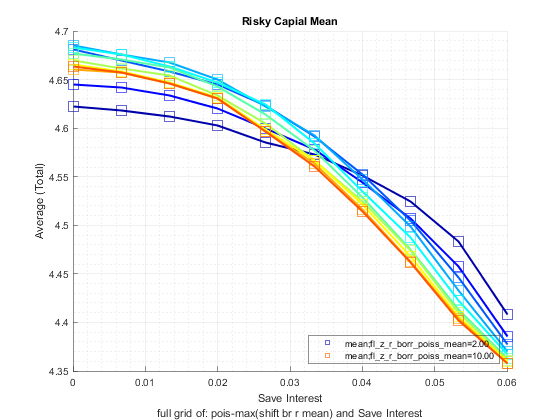 Risky Capial Mean
Average (Total)
4.7
4.65
4.6
4.55
4.5
4.45
4.4
4.35
0
0.01
0.02
0.03
0.04
0.05
0.06
mean;fl_z_r_borr_poiss_mean=2.00
mean;fl_z_r_borr_poiss_mean=10.00
Save Interest
full grid of: pois-max(shift br r mean) and Save Interest